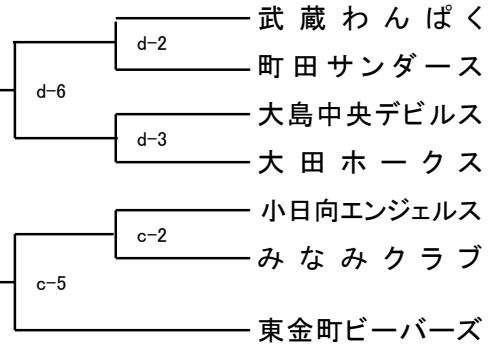 武蔵わんぱく
d-2
町田サンダース
d-6
大島中央デビルス
d-3
大田ホークス
小日向エンジェルス
c-2
みなみクラブ
c-5
東金町ビーバーズ